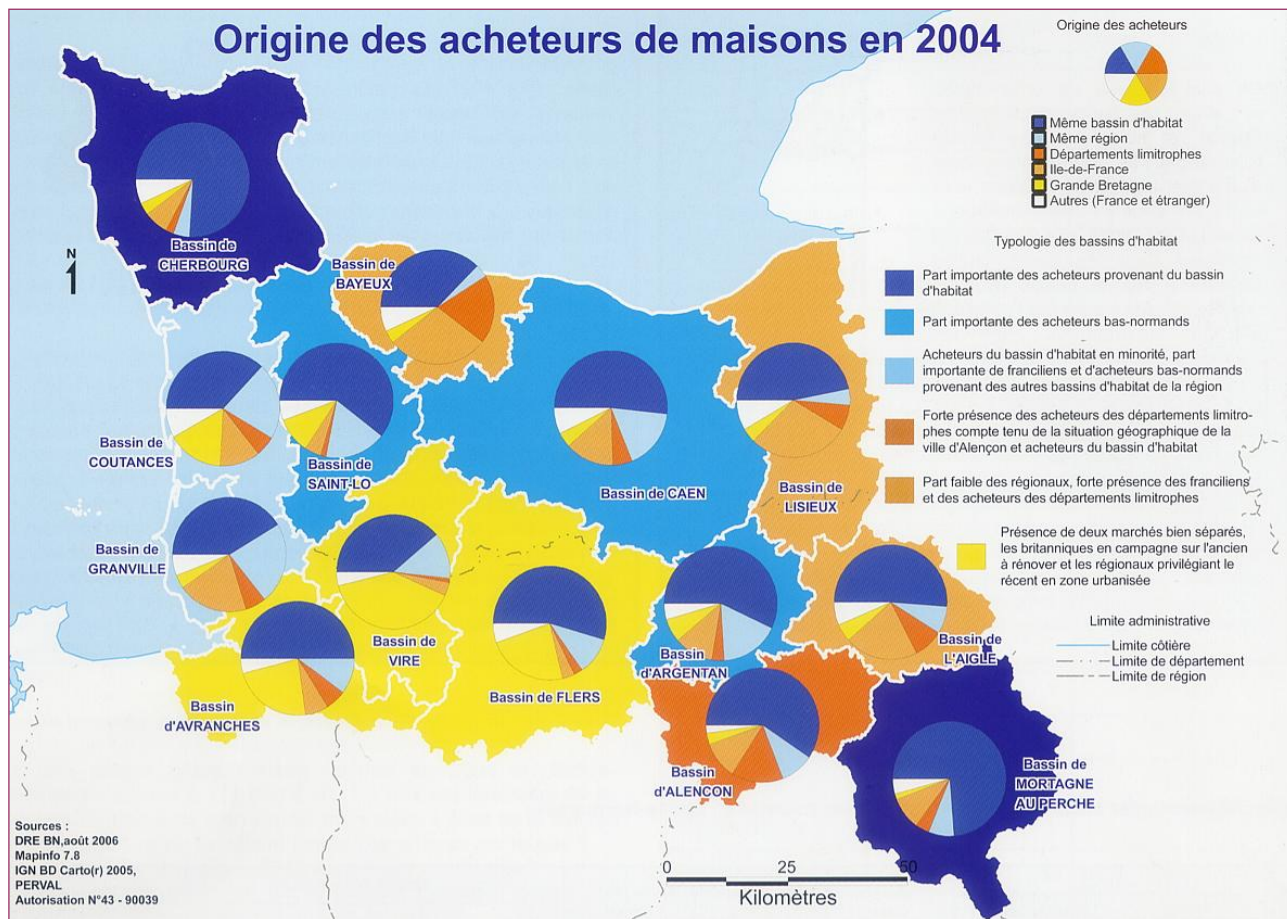 Origine des acheteurs de maisons en 2004
Origine des acheteurs
Même bassin d'habitat
Même région
Départements limitrophes
Ile-de-France
Grande Bretagne
Autres (France et étranger)
Typologie des bassins d'habitat
Part importante des acheteurs provenant du bassin
d'habitat
Part importante des acheteurs bas-normands
Acheteurs du bassin d'habitat en minorité, part
importante de franciliens et d'acheteurs bas-normands
provenant des autres bassins d'habitat de la région
Forte présence des acheteurs des départements limitro-
phes compte tenu de la situation géographique de la
ville d'Alençon et acheteurs du bassin d'habitat
Part faible des régionaux, forte présence des franciliens
et des acheteurs des départements limitrophes
Présence de deux marchés bien séparés,
les britanniques en campagne sur l'ancien
à rénover et les régionaux privilégiant le
récent en zone urbanisée
Limite administrative
Limite côtière
Limite de département
Limite de région
N
Bassin de
CHERBOURG
Bassin de
BAYEUX
Bassin de
COUTANCES
Bassin de
SAINT-LO
Bassin de CAEN
Bassin de
LISIEUX
Bassin de
GRANVILLE
Bassin de
VIRE
Bassin
d'AVRANCHES
Bassin de FLERS
Bassin
d'ARGENTAN
Bassin de
L'AIGLE
Bassin
d'ALENCON
Bassin de
MORTAGNE
AU PERCHE
Sources :
DRE BN,août 2006
Mapinfo 7.8
IGN BD Carto(r) 2005,
PERVAL
Autorisation N°43 - 90039
0 25 50
Kilomètres